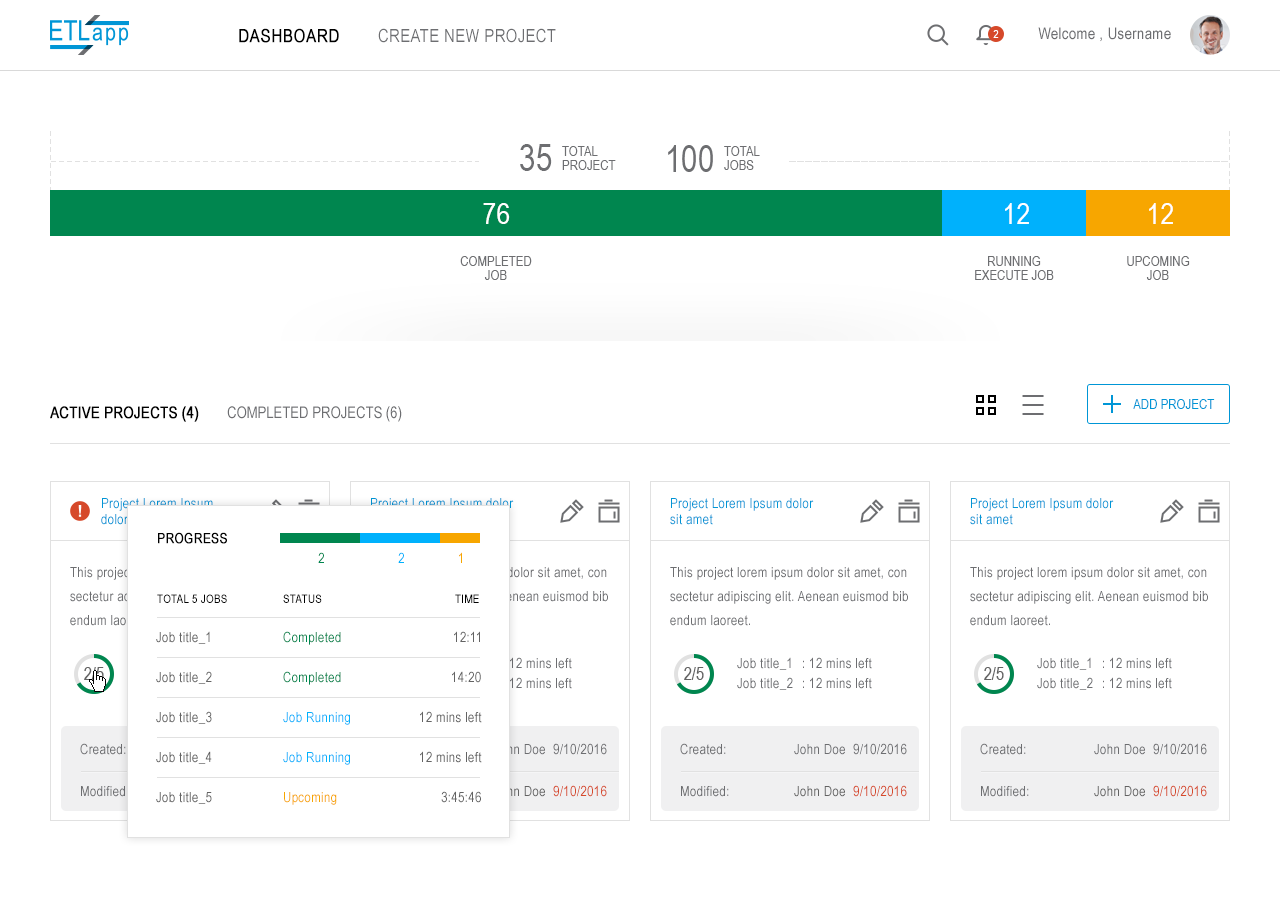 ETLapp
DASHBOARD
CREATE NEW PROJECT
2
Welcome , Username
35 TOTAL PROJECT
100 TOTAL JOBS
76
12
12
COMPLETED
JOB
RUNNING
EXECUTE JOB
UPCOMING
JOB
ACTIVE PROJECTS (4)
COMPLETED PROJECTS (6)
ADD PROJECT
Project Lorem Ipsum
dolor
This projec
sectetur ad
endum lao
2/5
Created:
Modified
PROGRESS
2
2
1
TOTAL 5 JOBS STATUS TIME
Job title_1 Completed 12:11
Job title_2 Completed 14:20
Job title_3 Job Running 12 mins left
Job title_4 Job Running 12 mins left
Job title_5 Upcoming 3:45:46
Project Lorem Ipsum dolor
dolor sit amet, con
enean euismod bib
12 mins left
12 mins left
hn Doe 9/10/2016
hn Doe 9/10/2016
Project Lorem Ipsum dolor
sit amet
This project lorem ipsum dolor sit amet, con
sectetur adipiscing elit. Aenean euismod bib
endum laoreet.
2/5
Job title_1 : 12 mins left
Job title_2 : 12 mins left
Created: John Doe 9/10/2016
Modified: John Doe 9/10/2016
Project Lorem Ipsum dolor
sit amet
This project lorem ipsum dolor sit amet, con
sectetur adipiscing elit. Aenean euismod bib
endum laoreet.
2/5
Job title_1 : 12 mins left
Job title_2 : 12 mins left
Created: John Doe 9/10/2016
Modified: John Doe 9/10/2016